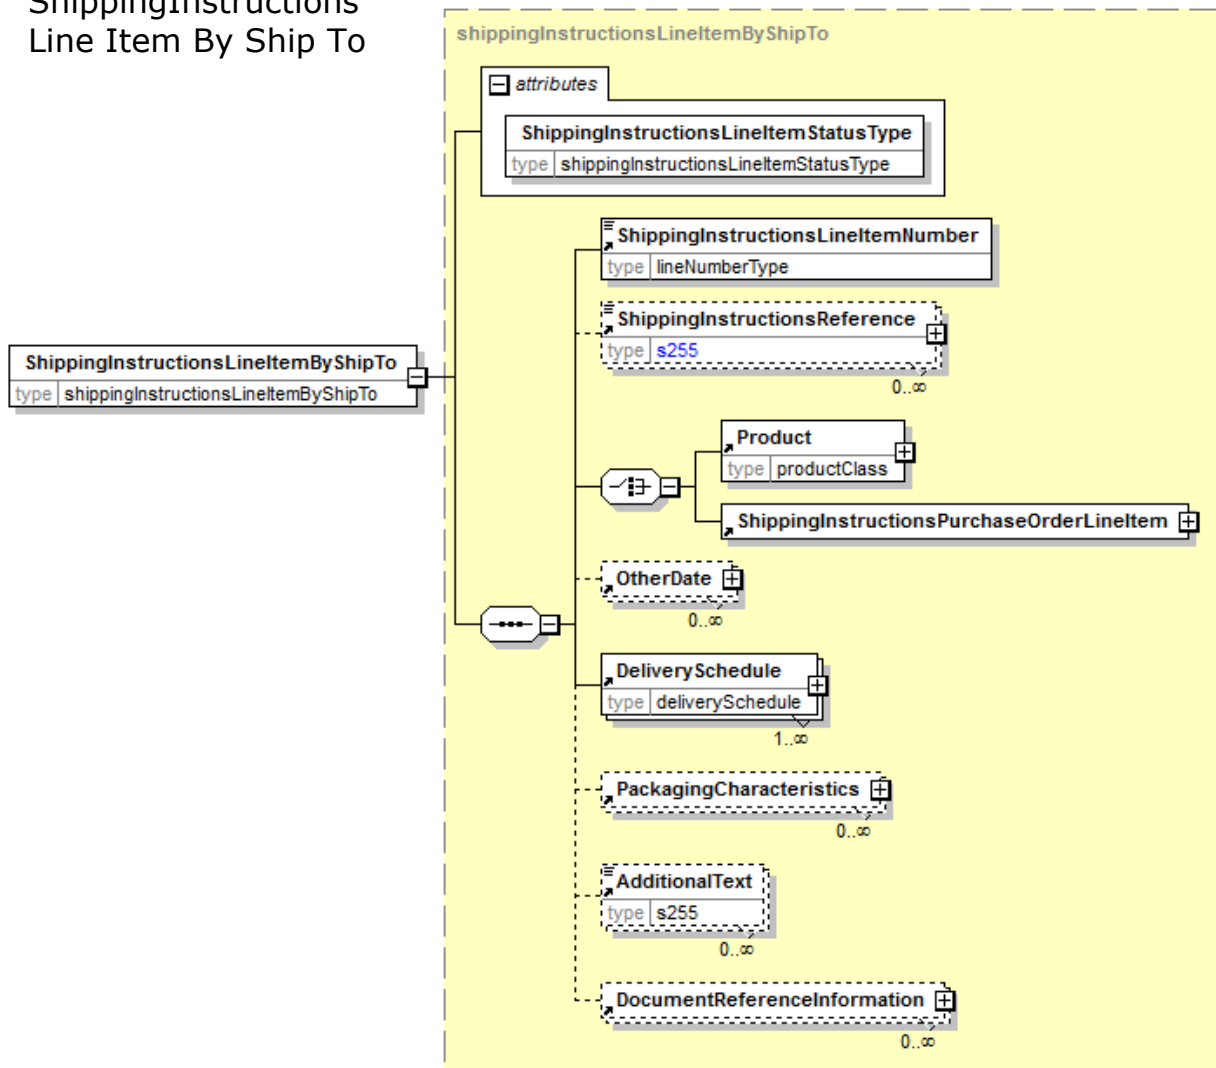 ShippingInstructions
Line Item By Ship To
shippingInstructionsLineItemByShipTo
attributes
ShippingInstructionsLineItemStatusType
type shippingInstructionsLineItemStatusType
ShippingInstructionsLineItemNumber
type lineNumberType
ShippingInstructionsReference
type s255
0..∞
ShippingInstructionsLineItemByShipTo
type shippingInstructionsLineItemByShipTo
Product
type productClass
ShippingInstructionsPurchaseOrderLineItem
OtherDate
0..∞
DeliverySchedule
type deliverySchedule
1..∞
PackagingCharacteristics
0..∞
AdditionalText
type s255
0..∞
DocumentReferenceInformation
0..∞